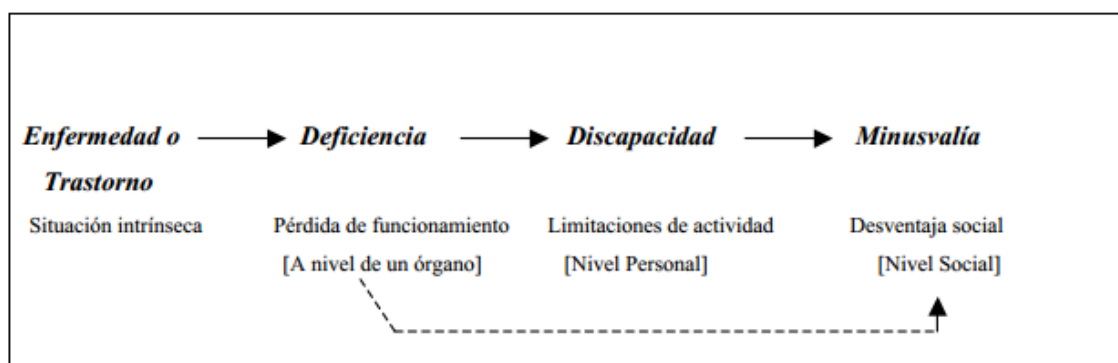 Enfermedad o Deficiencia Discapacidad Minusvalía
Trastorno
Situación intrínseca Pérdida de funcionamiento Limitaciones de actividad Desventaja social
[A nivel de un órgano] [Nivel Personal] [Nivel Social]